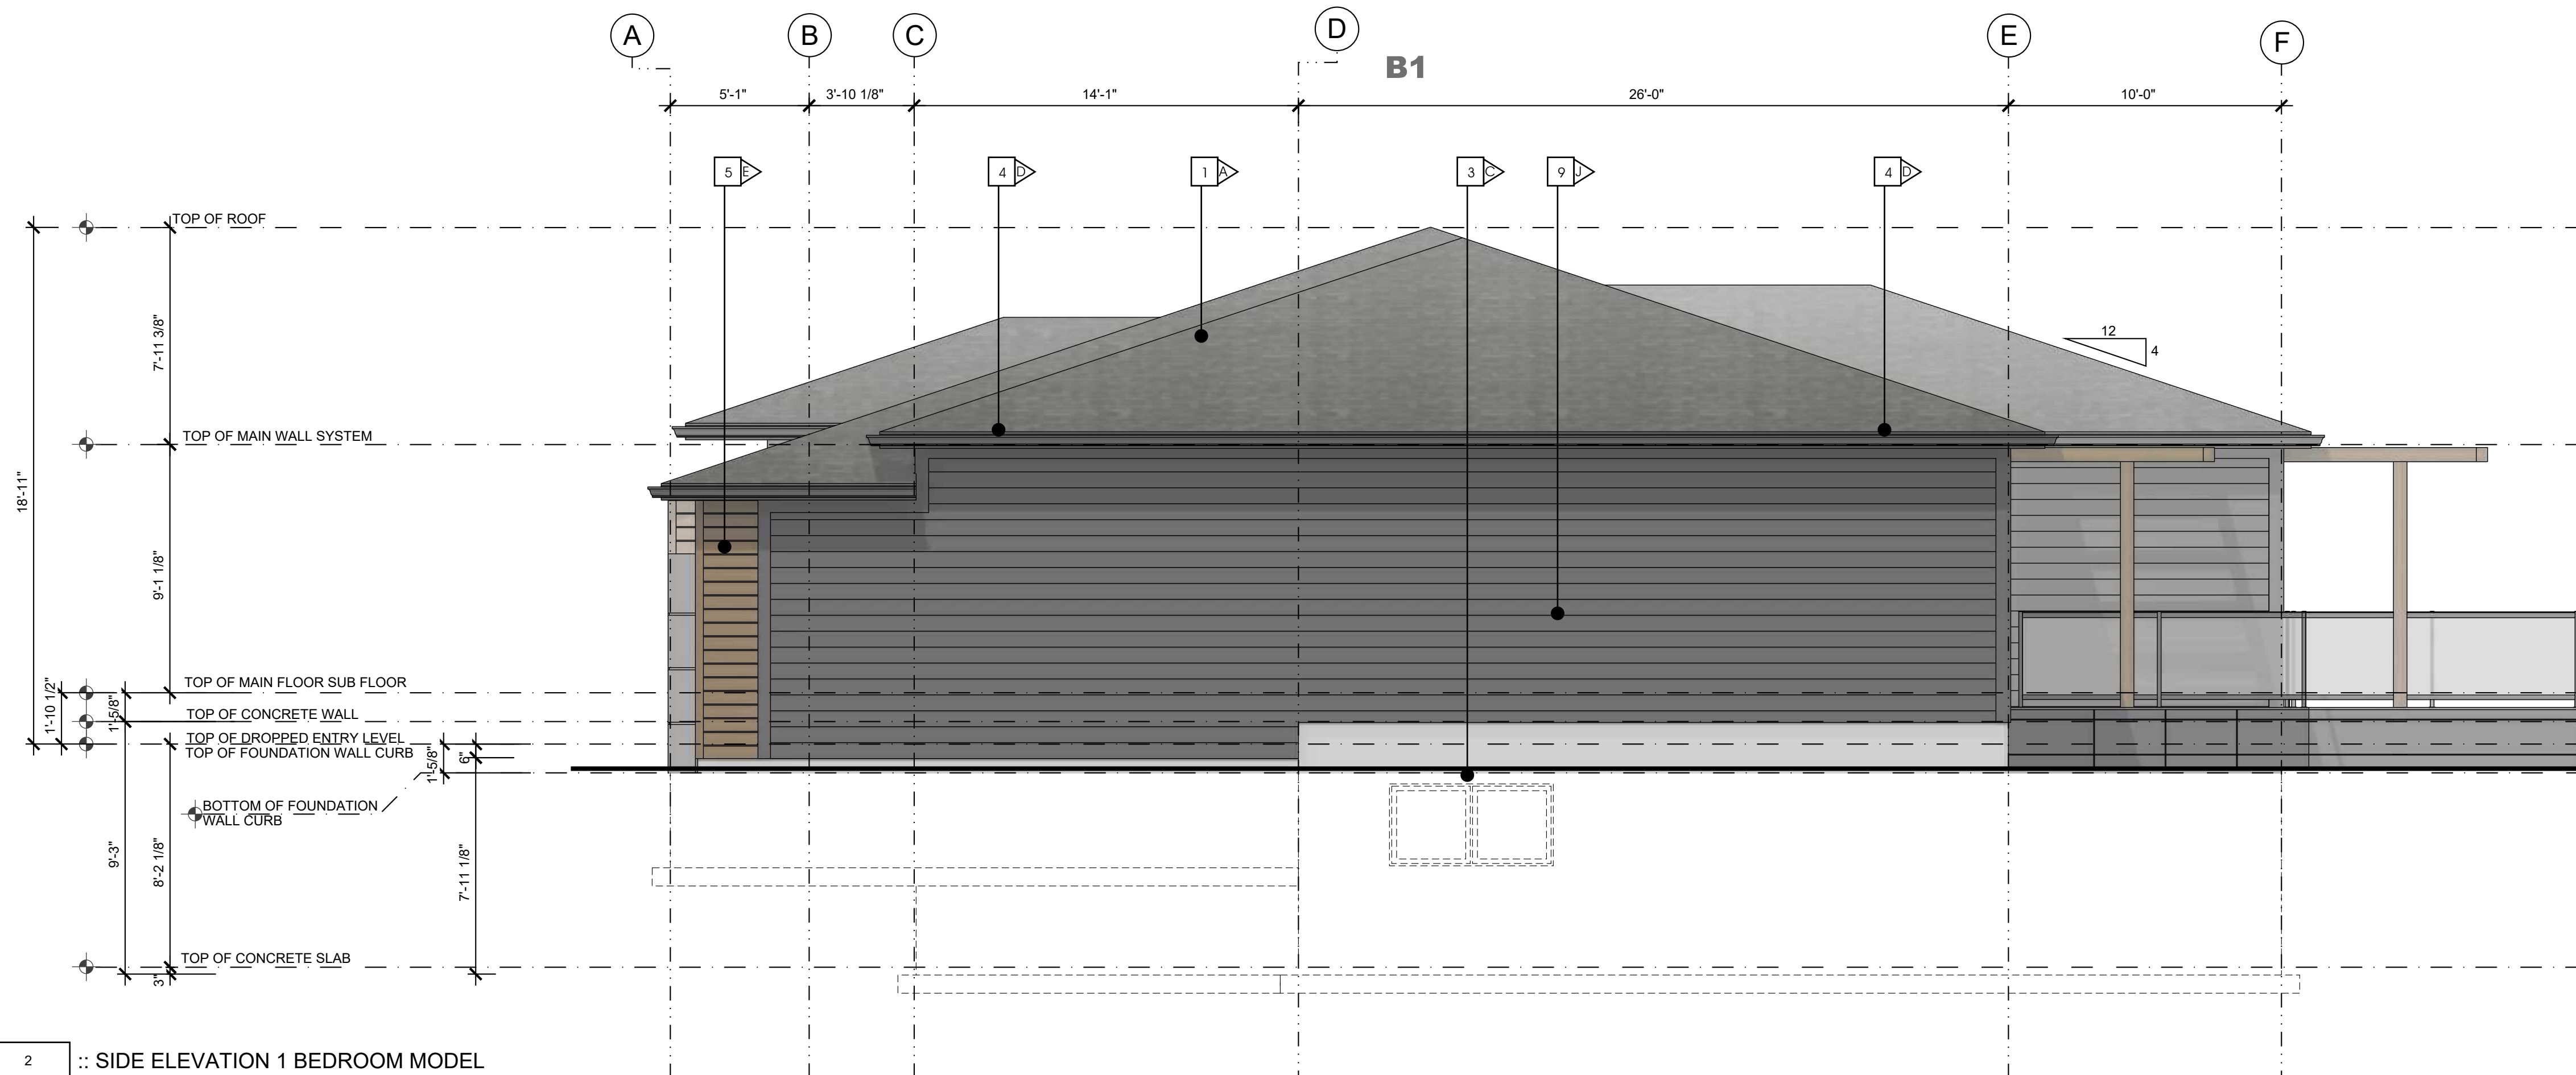 A B C D E F
B1
5'-1" 3'-10 1/8" 14'-1" 26'-0" 10'-0"
5 E 4 D 1 A 3 C 9 J 4 D
TOP OF ROOF
12
4
7'-11 3/8"
TOP OF MAIN WALL SYSTEM
18'-11"
9'-1 1/8"
TOP OF MAIN FLOOR SUB FLOOR
1'-10 1/2"
1'-5/8"
TOP OF CONCRETE WALL
TOP OF DROPPED ENTRY LEVEL
TOP OF FOUNDATION WALL CURB
1'-5/8"
6"
BOTTOM OF FOUNDATION
WALL CURB
9'-3"
8'-2 1/8"
7'-11 1/8"
TOP OF CONCRETE SLAB
3"
2 :: SIDE ELEVATION 1 BEDROOM MODEL